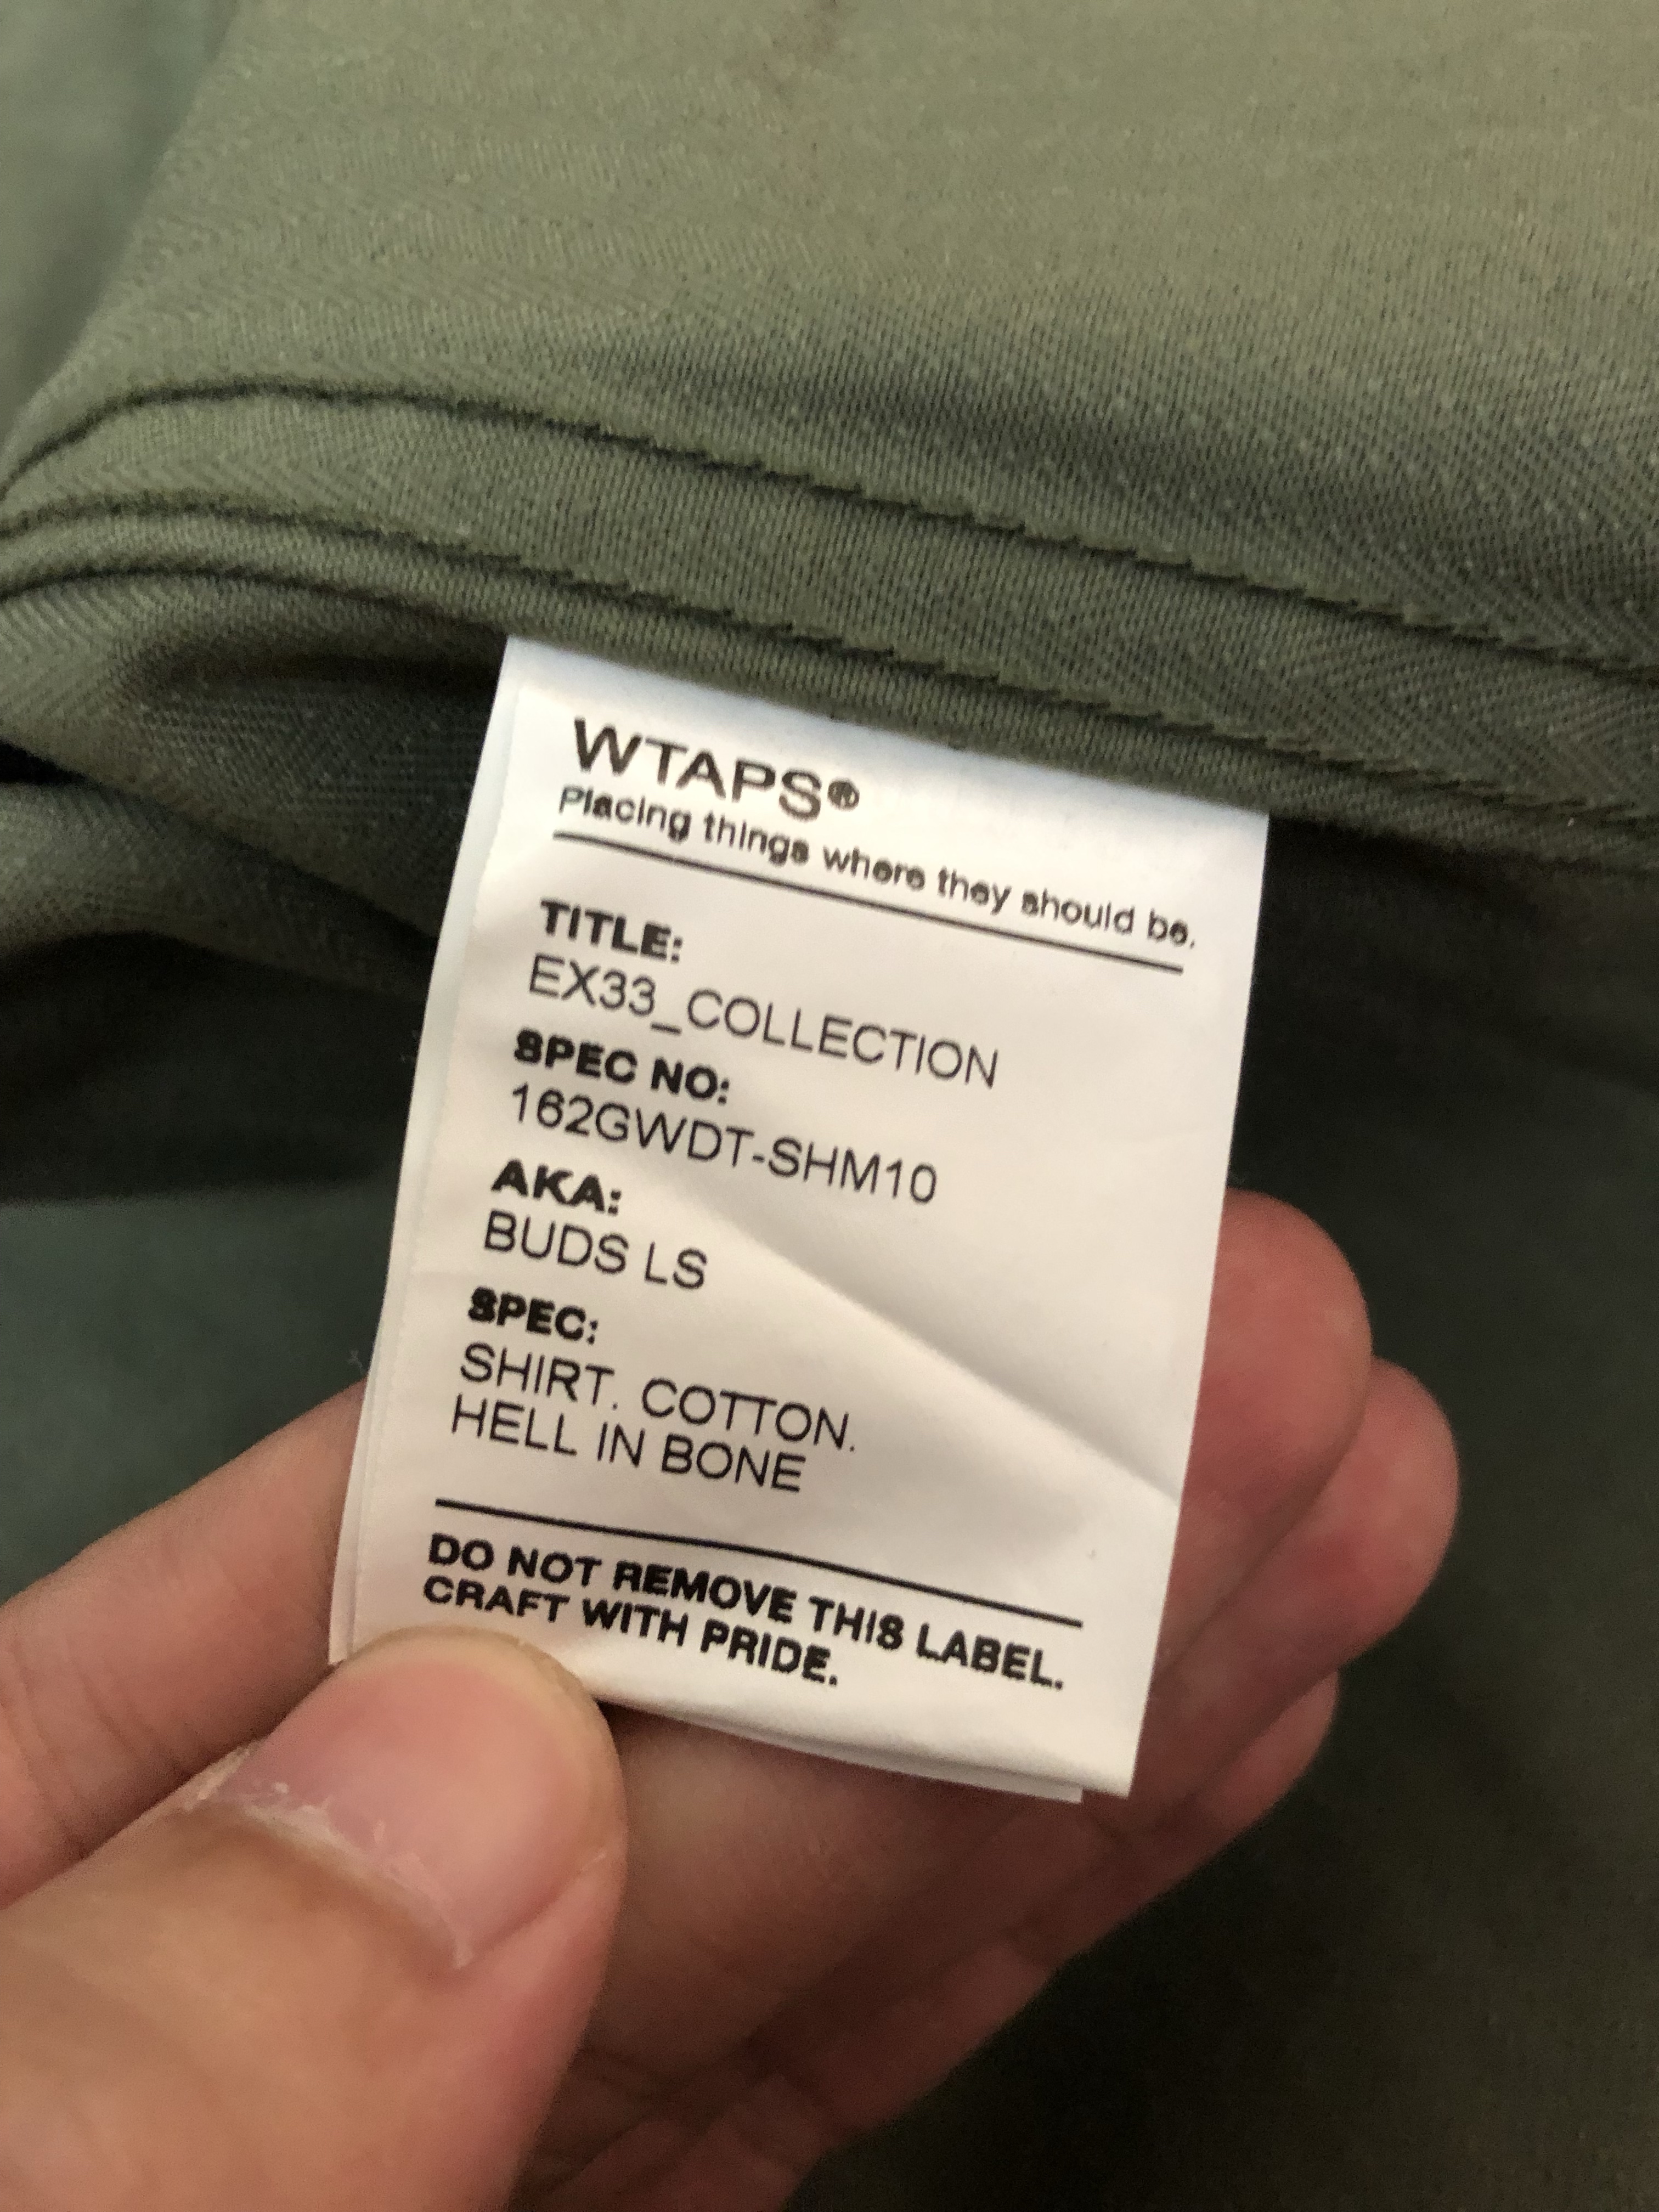 WTAPS®
Placing things where they should be.
TITLE:
EX33_COLLECTION
SPEC NO:
162GWDT-SHM10
AKA:
BUDS LS
SPEC:
SHIRT. COTTON.
HELL IN BONE
DO NOT REMOVE THIS LABEL.
CRAFT WITH PRIDE.